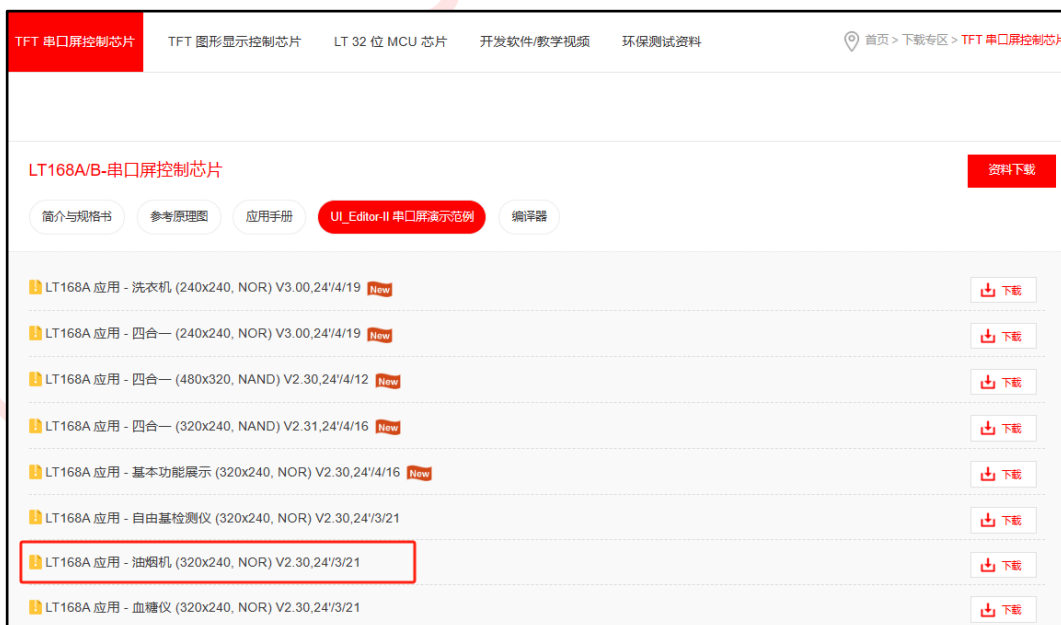 TFT 串口屏控制芯片 TFT 图形显示控制芯片 LT 32 位 MCU 芯片 开发软件/教学视频 环保测试资料 首页 > 下载专区 > TFT 串口屏控制芯片
LT168A/B-串口屏控制芯片 资料下载
简介与规格书 参考原理图 应用手册 UI_Editor-II 串口屏演示范例 编译器
LT168A 应用 - 洗衣机 (240x240, NOR) V3.00,24'/4/19 New 下载
LT168A 应用 - 四合一 (240x240, NOR) V3.00,24'/4/19 New 下载
LT168A 应用 - 四合一 (480x320, NAND) V2.30,24'/4/12 New 下载
LT168A 应用 - 四合一 (320x240, NAND) V2.31,24'/4/16 New 下载
LT168A 应用 - 基本功能展示 (320x240, NOR) V2.30,24'/4/16 New 下载
LT168A 应用 - 自由基检测仪 (320x240, NOR) V2.30,24'/3/21 下载
LT168A 应用 - 油烟机 (320x240, NOR) V2.30,24'/3/21 下载
LT168A 应用 - 血糖仪 (320x240, NOR) V2.30,24'/3/21 下载